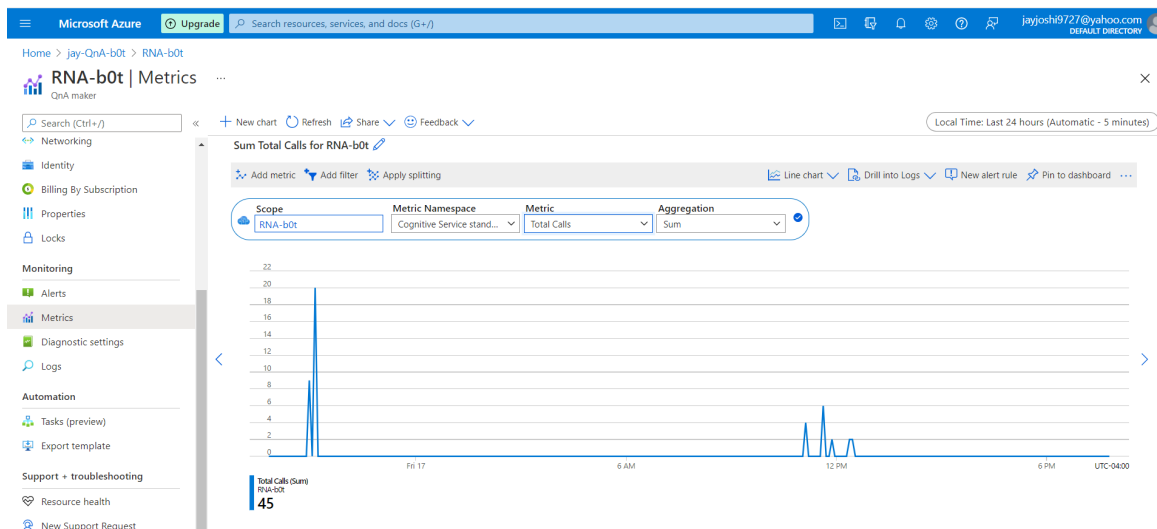 Microsoft Azure
Upgrade
Search resources, services, and docs (G+/)
jayjoshi9727@yahoo.com
DEFAULT DIRECTORY
Home > jay-QnA-b0t > RNA-b0t
RNA-b0t | Metrics ...
QnA maker
Search (Ctrl+/)
«
New chart Refresh Share Feedback
Local Time: Last 24 hours (Automatic - 5 minutes)
Networking
Identity
Billing By Subscription
Properties
Locks
Monitoring
Alerts
Metrics
Diagnostic settings
Logs
Automation
Tasks (preview)
Export template
Support + troubleshooting
Resource health
New Support Request
Sum Total Calls for RNA-b0t
Add metric Add filter Apply splitting
Line chart Drill into Logs New alert rule Pin to dashboard ...
Scope Metric Namespace Metric Aggregation
RNA-b0t Cognitive Service stand... Total Calls Sum
22
20
18
16
14
12
10
8
6
4
2
0
Fri 17 6 AM 12 PM 6 PM UTC-04:00
Total Calls (Sum)
RNA-b0t
45